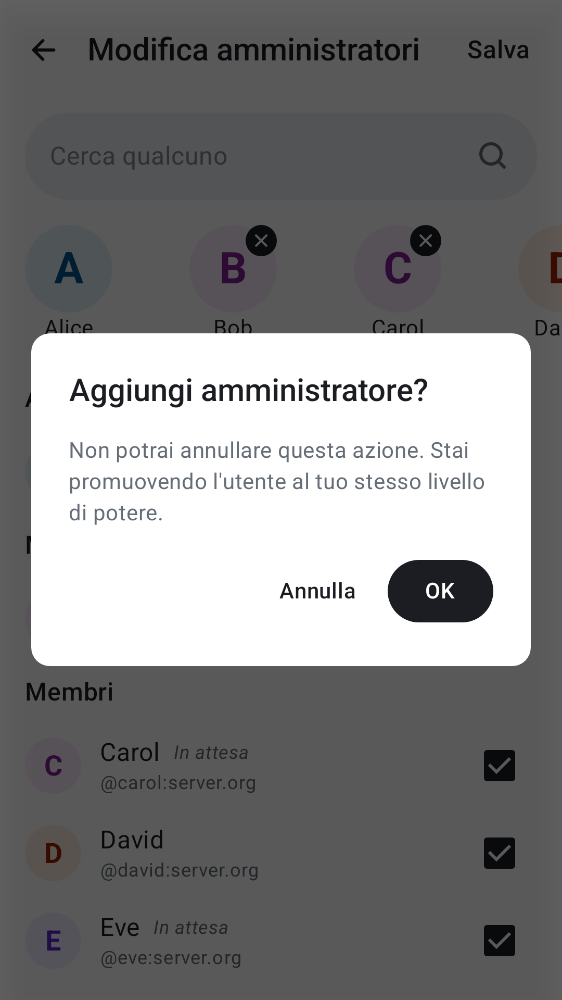 Modifica amministratori
Salva
Cerca qualcuno
A
B
C
D
Alice
Bob
Carol
Da
Aggiungi amministratore?
Non potrai annullare questa azione. Stai
promuovendo l'utente al tuo stesso livello
di potere.
Annulla
OK
Membri
C
Carol In attesa
@carol:server.org
D
David
@david:server.org
E
Eve In attesa
@eve:server.org